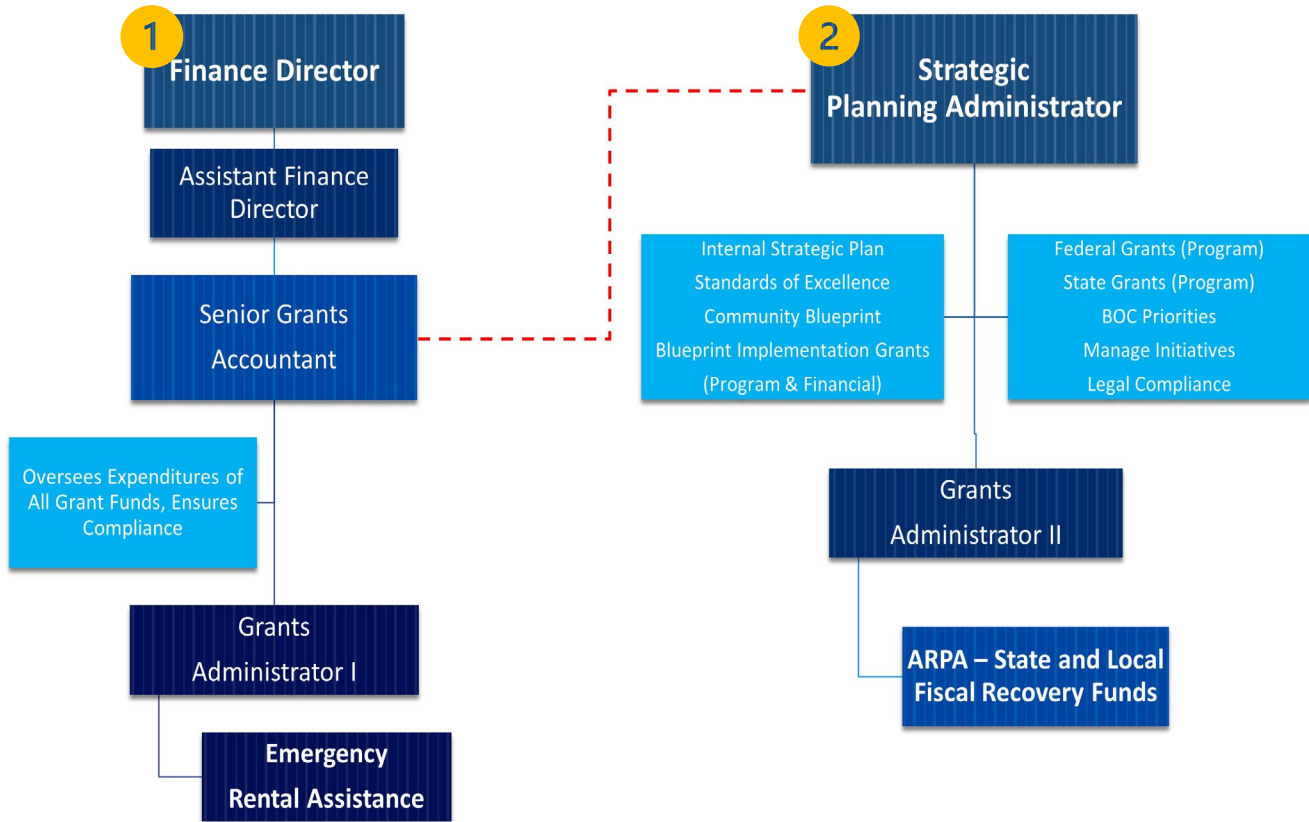 1
Finance Director
Assistant Finance
Director
Senior Grants
Accountant
Oversees Expenditures of
All Grant Funds, Ensures
Compliance
Grants
Administrator I
Emergency
Rental Assistance
2
Strategic
Planning Administrator
Internal Strategic Plan
Standards of Excellence
Community Blueprint
Blueprint Implementation Grants
(Program & Financial)
Federal Grants (Program)
State Grants (Program)
BOC Priorities
Manage Initiatives
Legal Compliance
Grants
Administrator II
ARPA – State and Local
Fiscal Recovery Funds